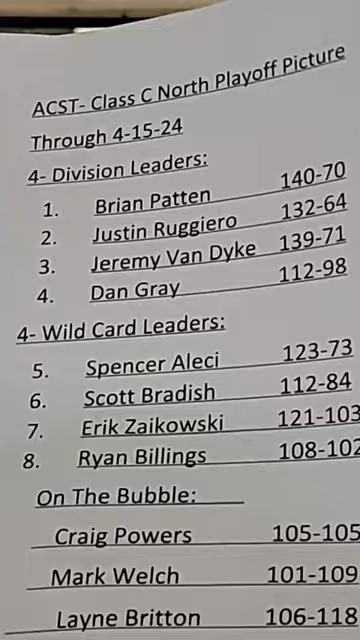 ACST- Class C North Playoff Picture
Through 4-15-24
4- Division Leaders:
1. Brian Patten 140-70
2. Justin Ruggiero 132-64
3. Jeremy Van Dyke 139-71
4. Dan Gray 112-98
4- Wild Card Leaders:
5. Spencer Aleci 123-73
6. Scott Bradish 112-84
7. Erik Zaikowski 121-103
8. Ryan Billings 108-102
On The Bubble:
Craig Powers 105-105
Mark Welch 101-109
Layne Britton 106-118